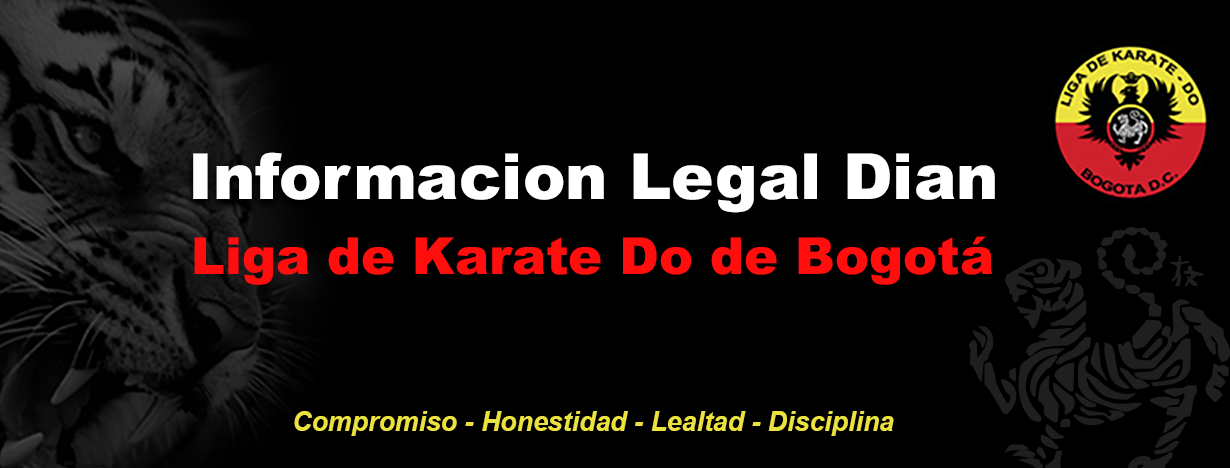 LIGA DE KARATE - DO
BOGOTA D.C.
Informacion Legal Dian
Liga de Karate Do de Bogotá
Compromiso - Honestidad - Lealtad - Disciplina